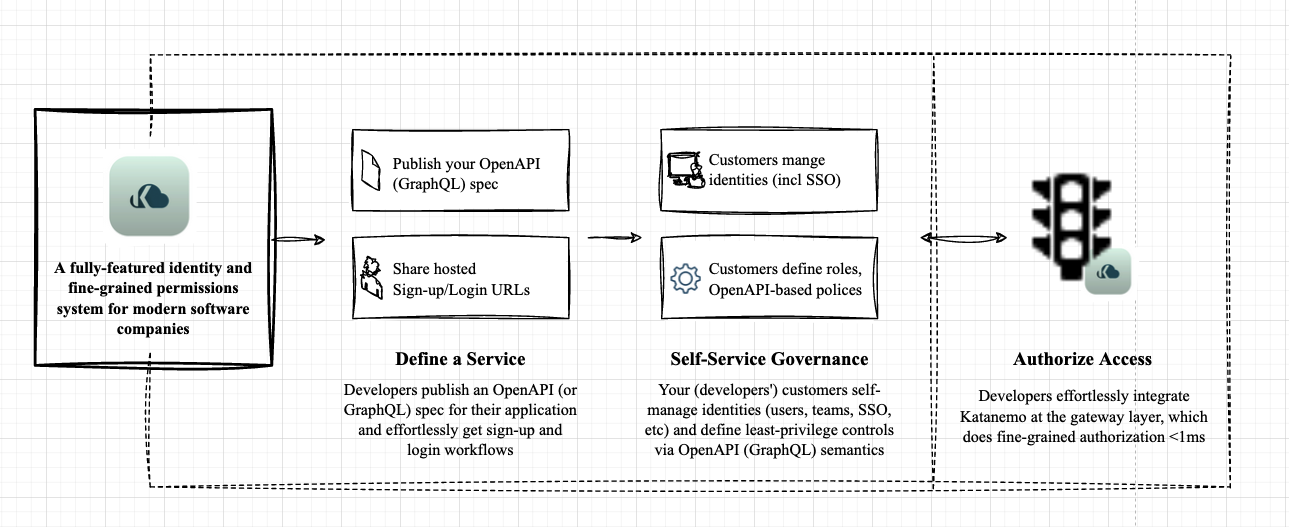 A fully-featured identity and
fine-grained permissions
system for modern software
companies
Publish your OpenAPI
(GraphQL) spec
Share hosted
Sign-up/Login URLs
Define a Service
Developers publish an OpenAPI (or
GraphQL) spec for their application
and effortlessly get sign-up and
login workflows
Customers mange
identities (incl SSO)
Customers define roles,
OpenAPI-based polices
Self-Service Governance
Your (developers') customers self-
manage identities (users, teams, SSO,
etc) and define least-privilege controls
via OpenAPI (GraphQL) semantics
Authorize Access
Developers effortlessly integrate
Katanemo at the gateway layer, which
does fine-grained authorization <1ms